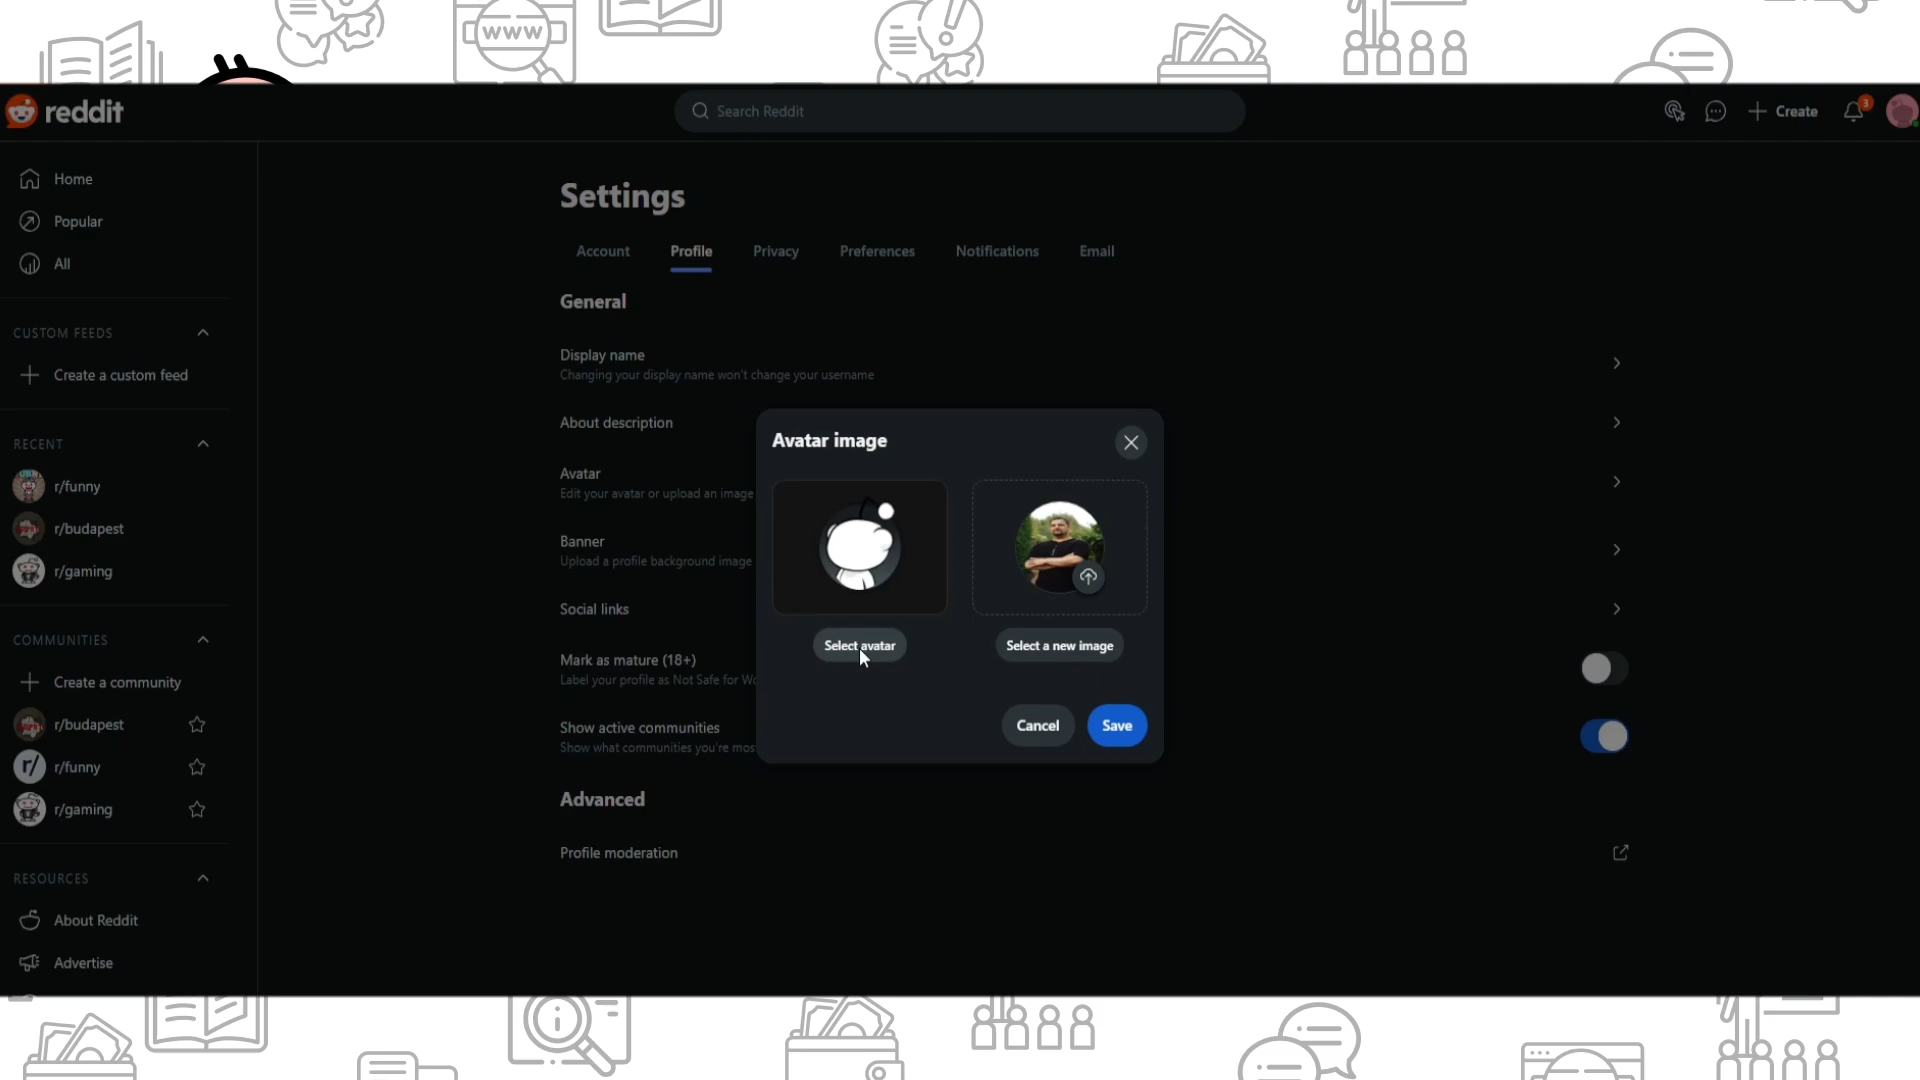 WWW
reddit
Search Reddit
Create
3
Home
Popular
All
CUSTOM FEEDS
Create a custom feed
RECENT
r/funny
r/budapest
r/gaming
COMMUNITIES
Create a community
r/budapest
r/
r/funny
r/gaming
RESOURCES
About Reddit
Advertise
Settings
Account
Profile
Privacy
Preferences
Notifications
Email
General
Display name
Changing your display name won't change your username
About description
Avatar
Edit your avatar or upload an image
Banner
Upload a profile background image
Social links
Mark as mature (18+)
Label your profile as Not Safe for
Show active communities
Show what communities you're
Advanced
Profile moderation
Avatar image
Select avatar
Select a new image
Cancel
Save